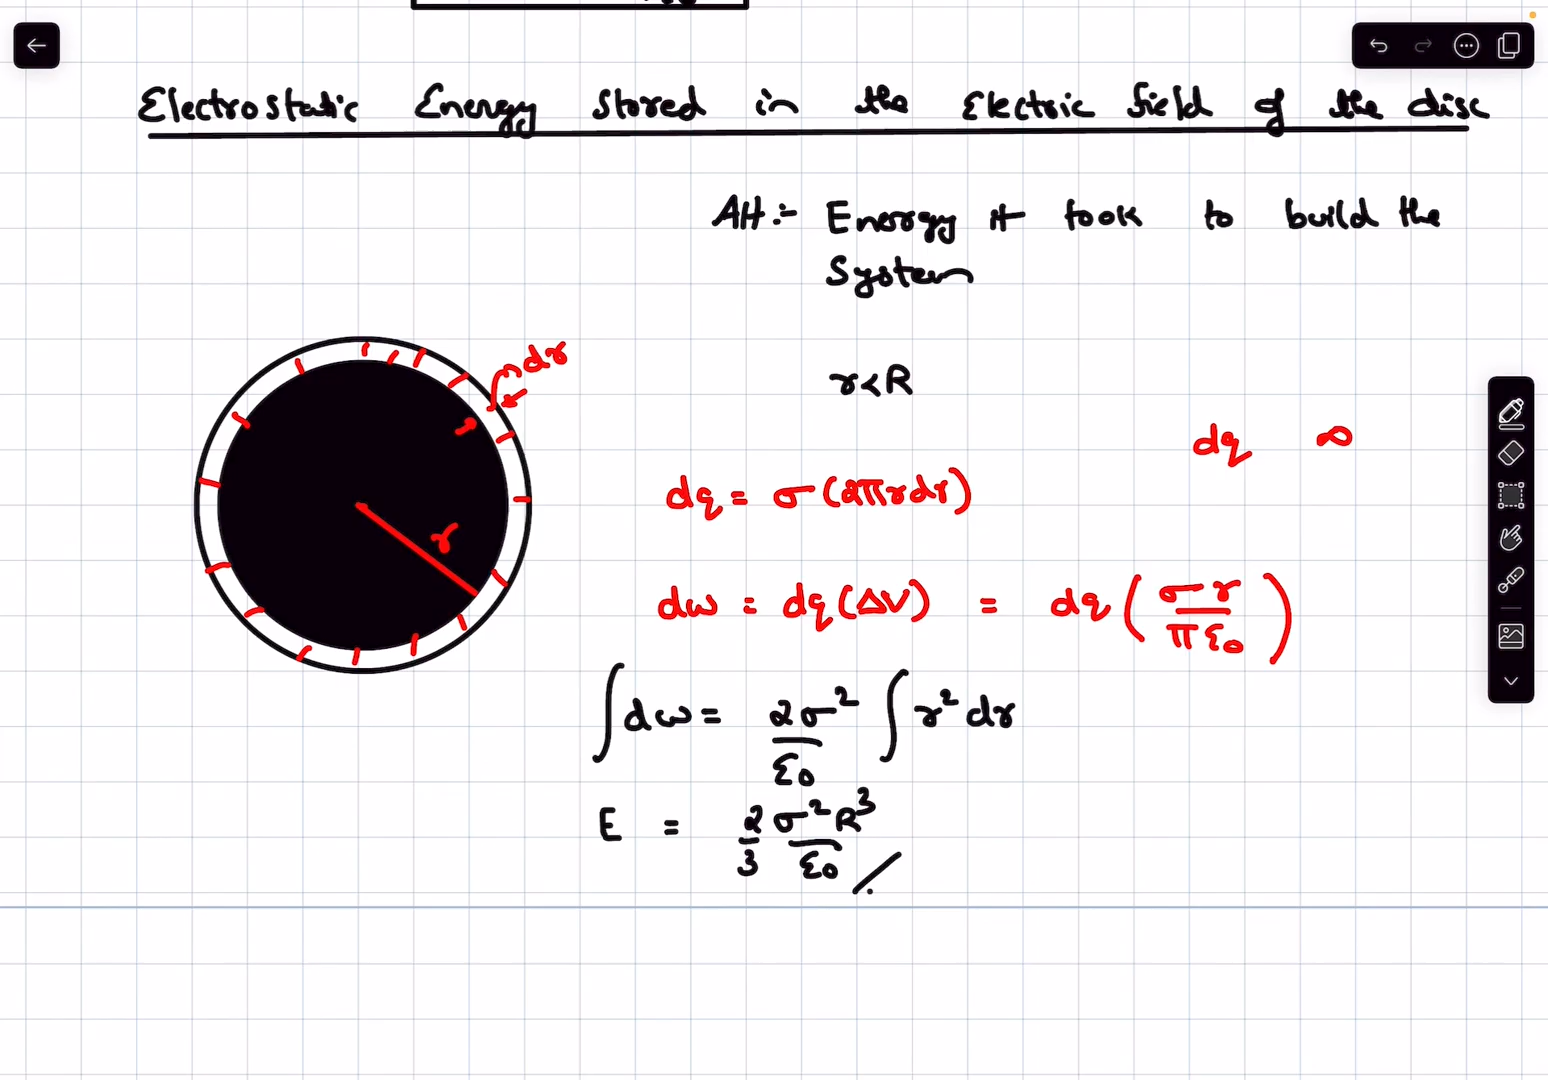 Electrostatic Energy stored in the Electric field of the disc
AH:- Energy it took to build the
System
dr
r<R
dq ∞
dq = σ(2πrdr)
r
dw = dq(ΔV) = dq(σr/πε0)
∫dw = 2σ²/ε0 ∫r²dr
E = 2/3 σ²R³/ε0